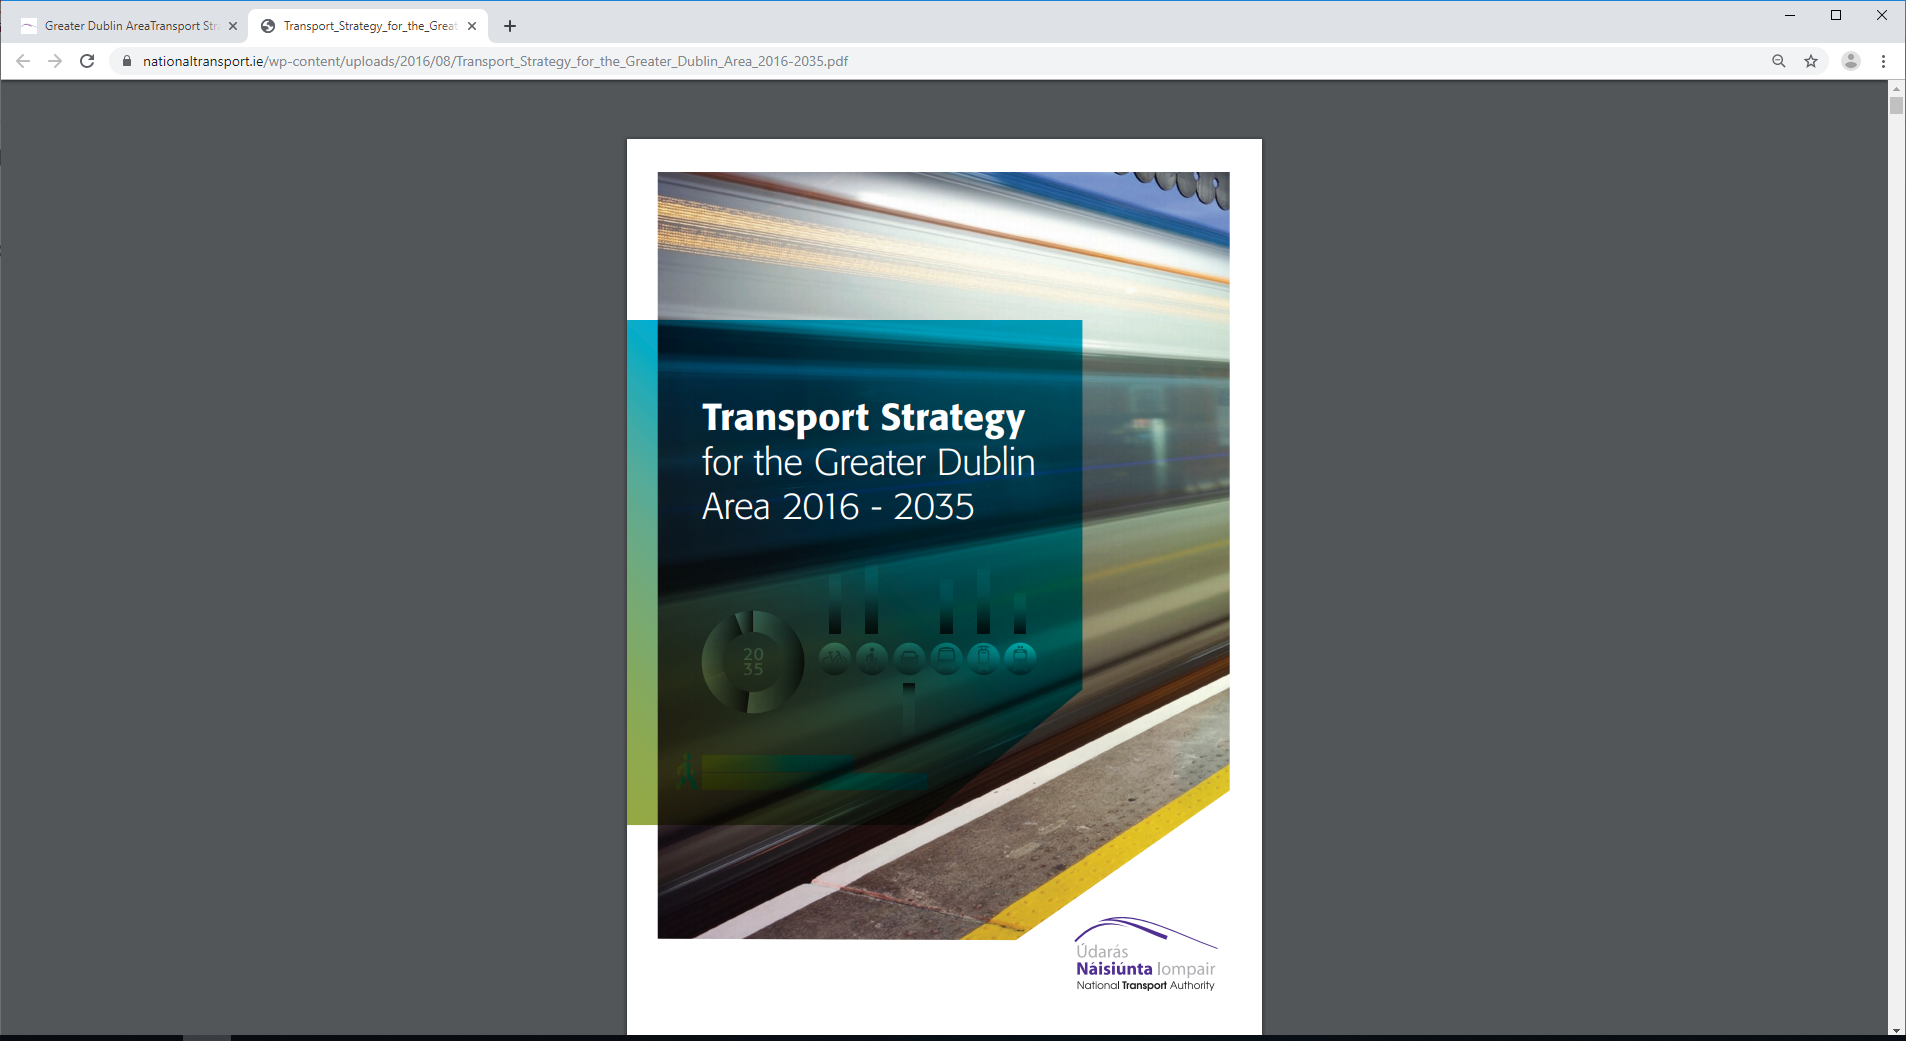 Greater Dublin AreaTransport Str
Transport_Strategy_for_the_Great
nationaltransport.ie/wp-content/uploads/2016/08/Transport_Strategy_for_the_Greater_Dublin_Area_2016-2035.pdf
Transport Strategy
for the Greater Dublin
Area 2016 - 2035
20
35
Údarás
Náisiúnta Iompair
National Transport Authority